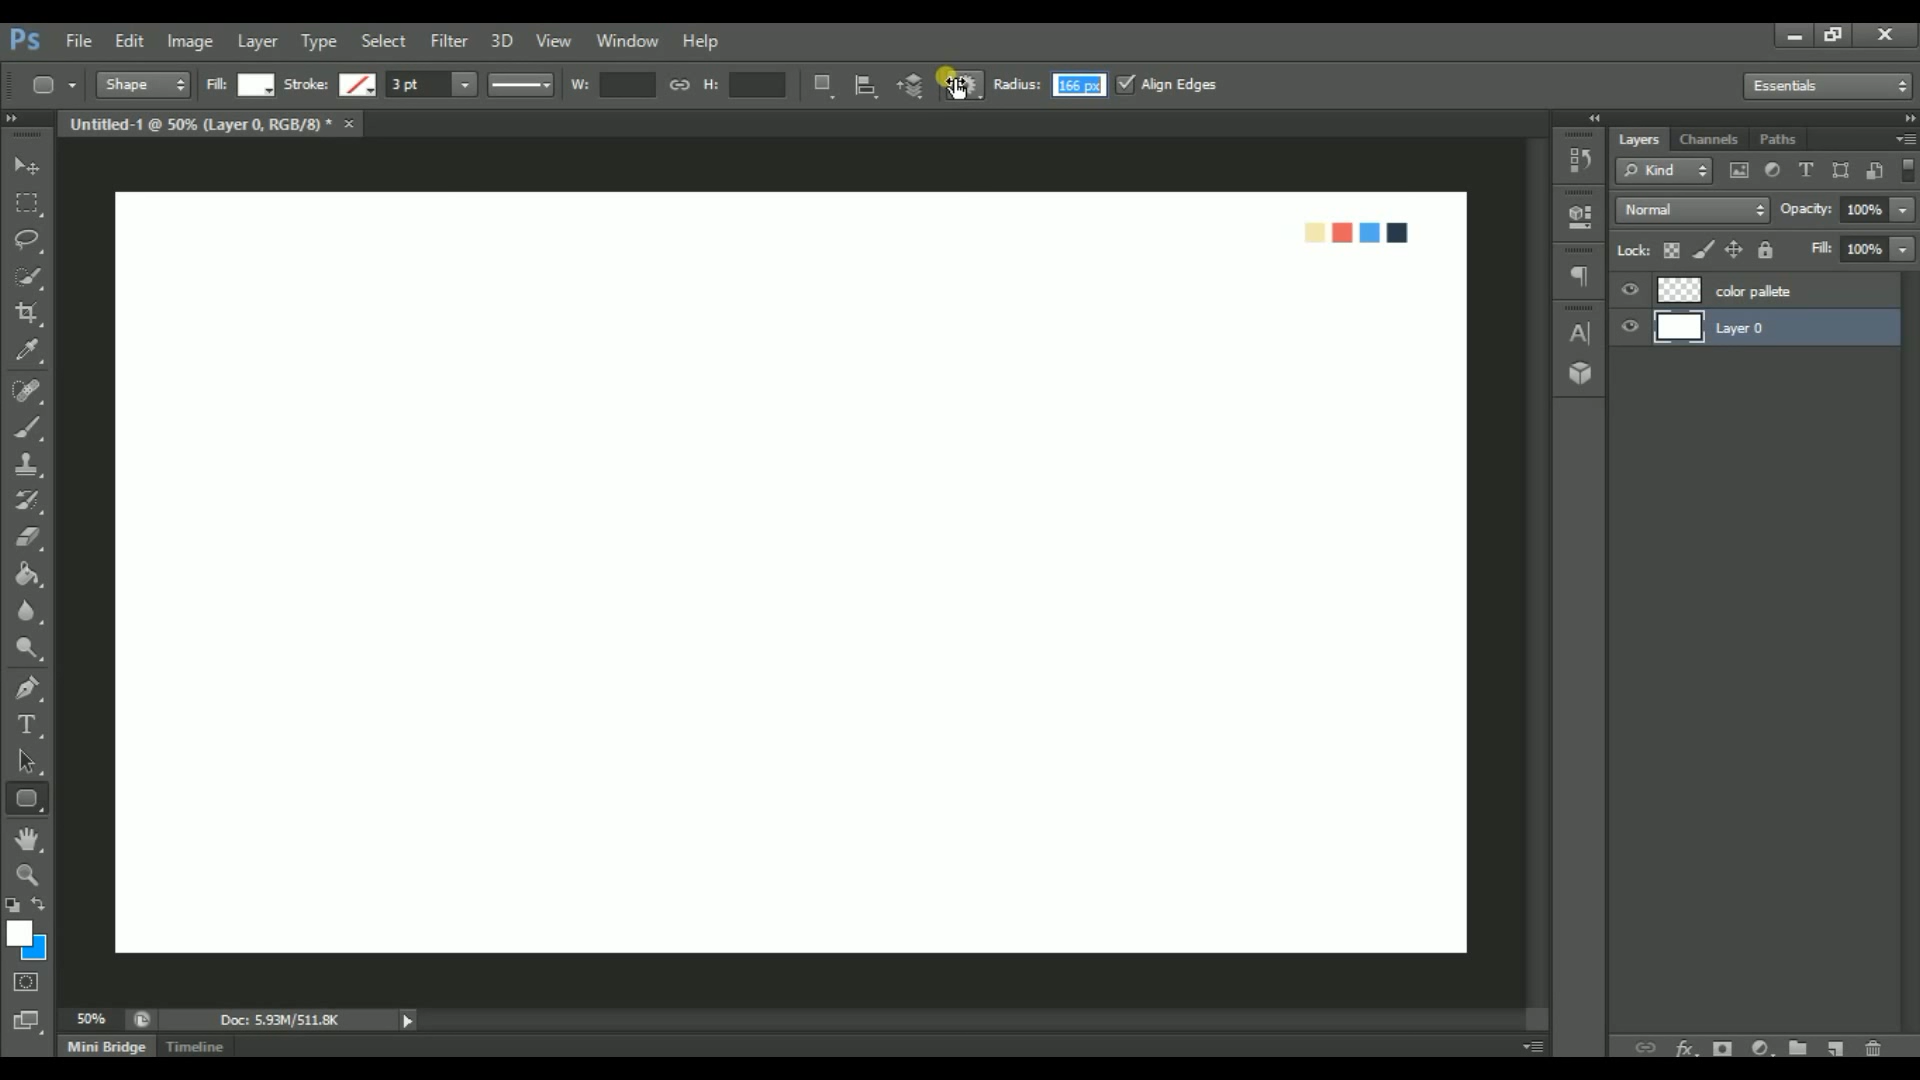 Ps File Edit Image Layer Type Select Filter 3D View Window Help
Shape Fill: Stroke: 3 pt W: H: Radius: 166 px Align Edges Essentials
Untitled-1 @ 50% (Layer 0, RGB/8) * ×
Layers Channels Paths
Kind
Normal Opacity: 100%
Lock: Fill: 100%
color pallete
Layer 0
50% Doc: 5.93M/511.8K
Mini Bridge Timeline